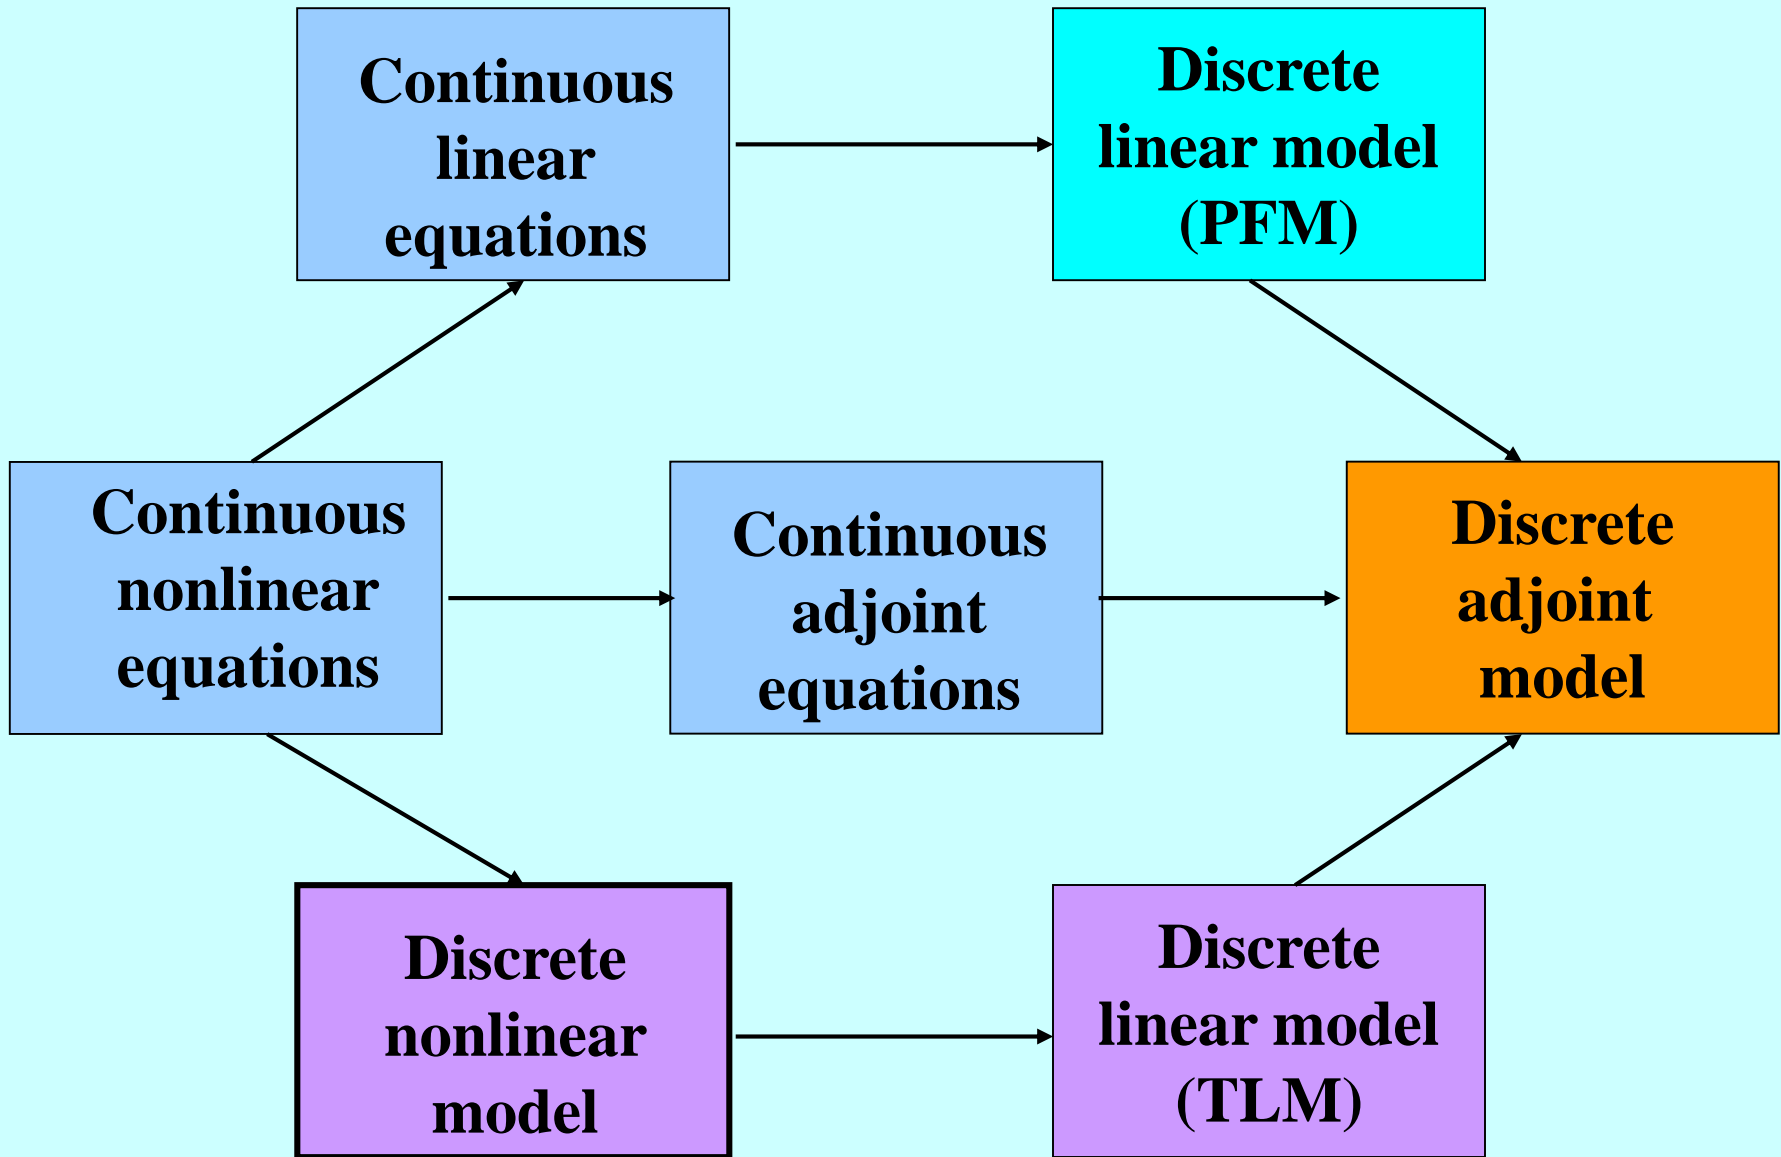 Continuous
linear
equations
Discrete
linear model
(PFM)
Continuous
nonlinear
equations
Continuous
adjoint
equations
Discrete
adjoint
model
Discrete
nonlinear
model
Discrete
linear model
(TLM)